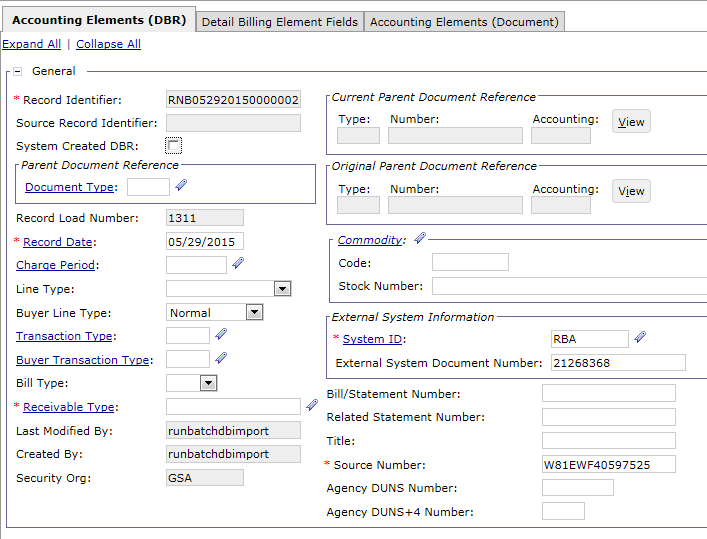 Accounting Elements (DBR) Detail Billing Element Fields Accounting Elements (Document)
Expand All | Collapse All
General
* Record Identifier: RNB052920150000002
Source Record Identifier:
System Created DBR:
Parent Document Reference
Document Type:
Record Load Number: 1311
* Record Date: 05/29/2015
Charge Period:
Line Type:
Buyer Line Type: Normal
Transaction Type:
Buyer Transaction Type:
Bill Type:
* Receivable Type:
Last Modified By: runbatchdbimport
Created By: runbatchdbimport
Security Org: GSA
Current Parent Document Reference
Type: Number: Accounting: View
Original Parent Document Reference
Type: Number: Accounting: View
Commodity:
Code:
Stock Number:
External System Information
* System ID: RBA
External System Document Number: 21268368
Bill/Statement Number:
Related Statement Number:
Title:
* Source Number: W81EWF40597525
Agency DUNS Number:
Agency DUNS+4 Number: